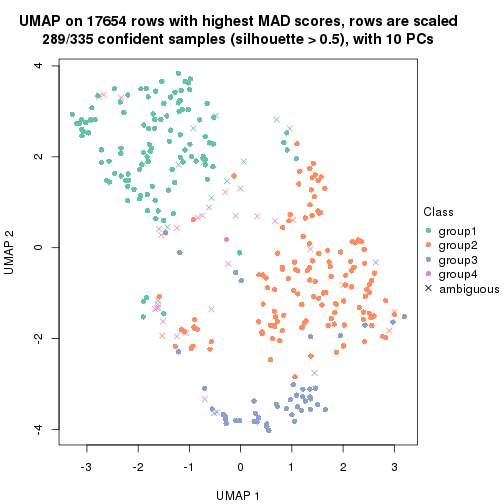 UMAP on 17654 rows with highest MAD scores, rows are scaled
289/335 confident samples (silhouette > 0.5), with 10 PCs
4
2
0
-2
-4
UMAP 2
-3 -2 -1 0 1 2 3
UMAP 1
Class
group1
group2
group3
group4
ambiguous